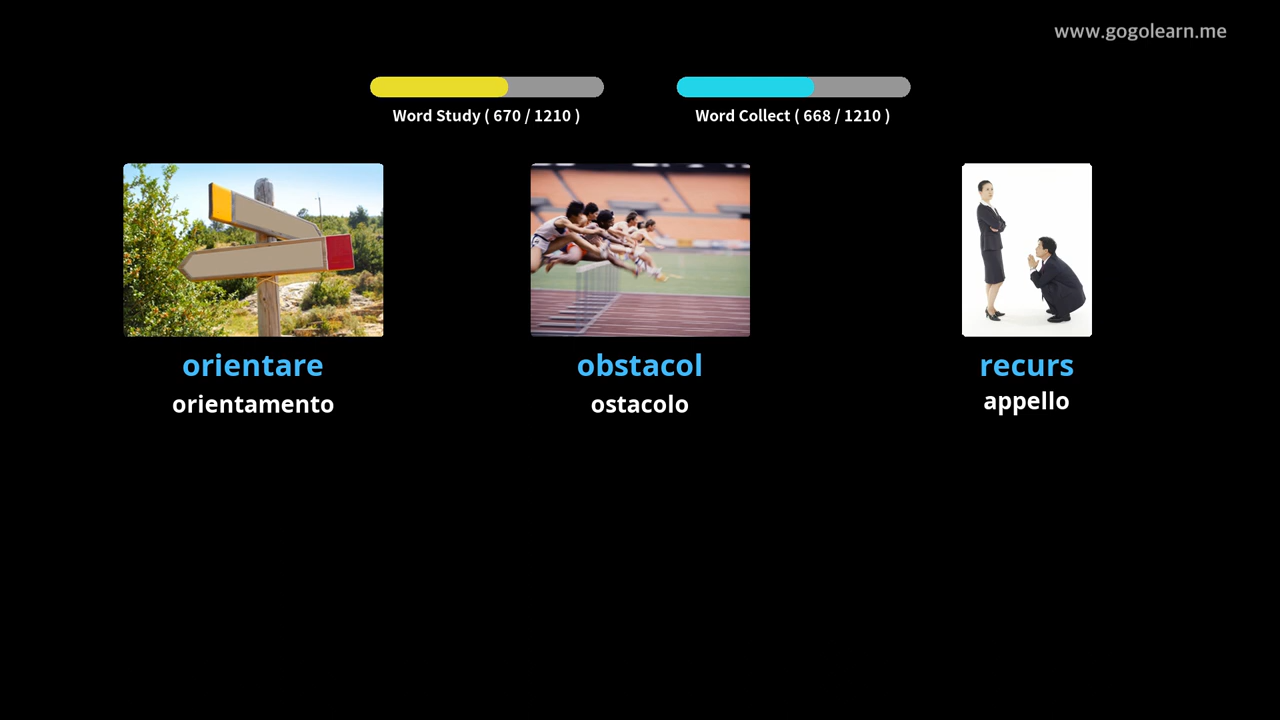 www.gogolearn.me
Word Study ( 670 / 1210 )
Word Collect ( 668 / 1210 )
orientare
obstacol
recurs
orientamento
ostacolo
appello